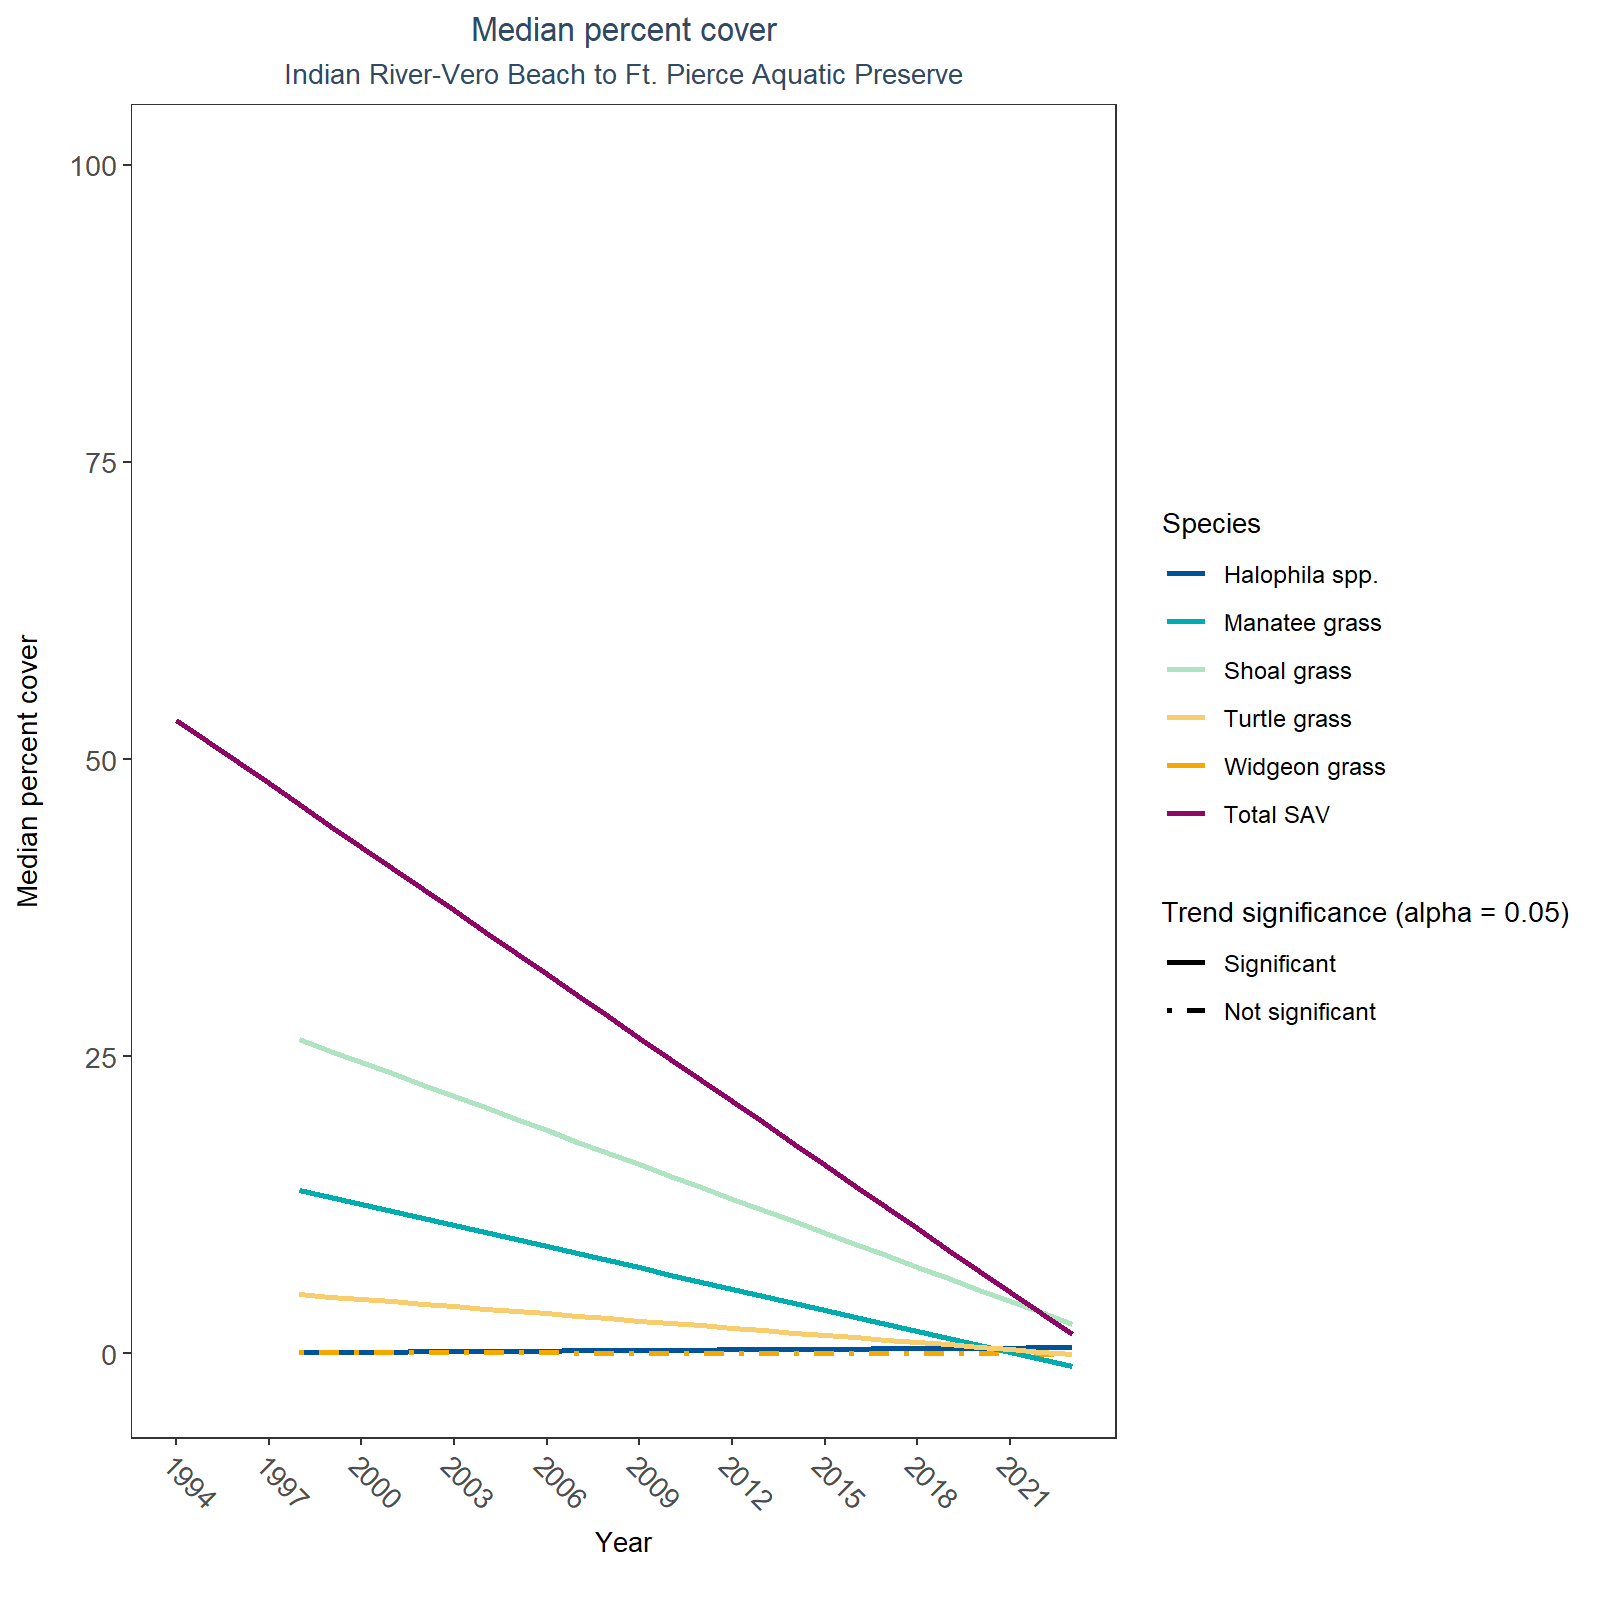 Median percent cover
Indian River-Vero Beach to Ft. Pierce Aquatic Preserve
Median percent cover
100
75
50
25
0
1994
1997
2000
2003
2006
2009
2012
2015
2018
2021
Year
Species
Halophila spp.
Manatee grass
Shoal grass
Turtle grass
Widgeon grass
Total SAV
Trend significance (alpha = 0.05)
Significant
Not significant